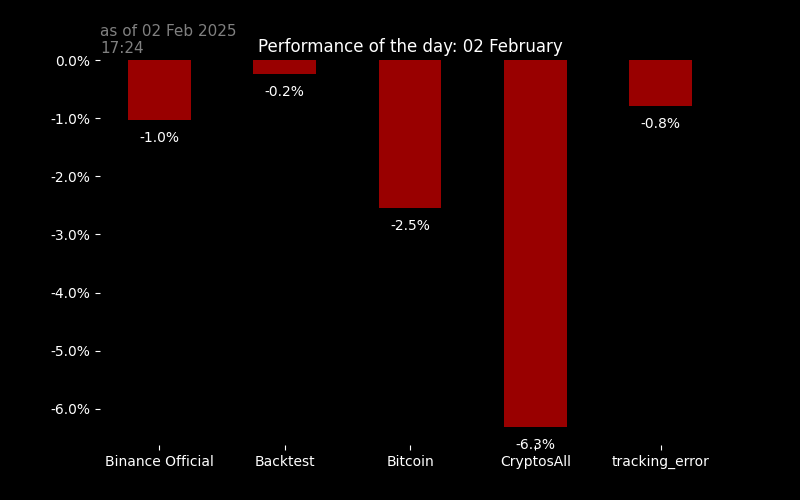 as of 02 Feb 2025
17:24
Performance of the day: 02 February
0.0%
-1.0%
-2.0%
-3.0%
-4.0%
-5.0%
-6.0%
-1.0%
-0.2%
-2.5%
-6.3%
-0.8%
Binance Official
Backtest
Bitcoin
CryptosAll
tracking_error